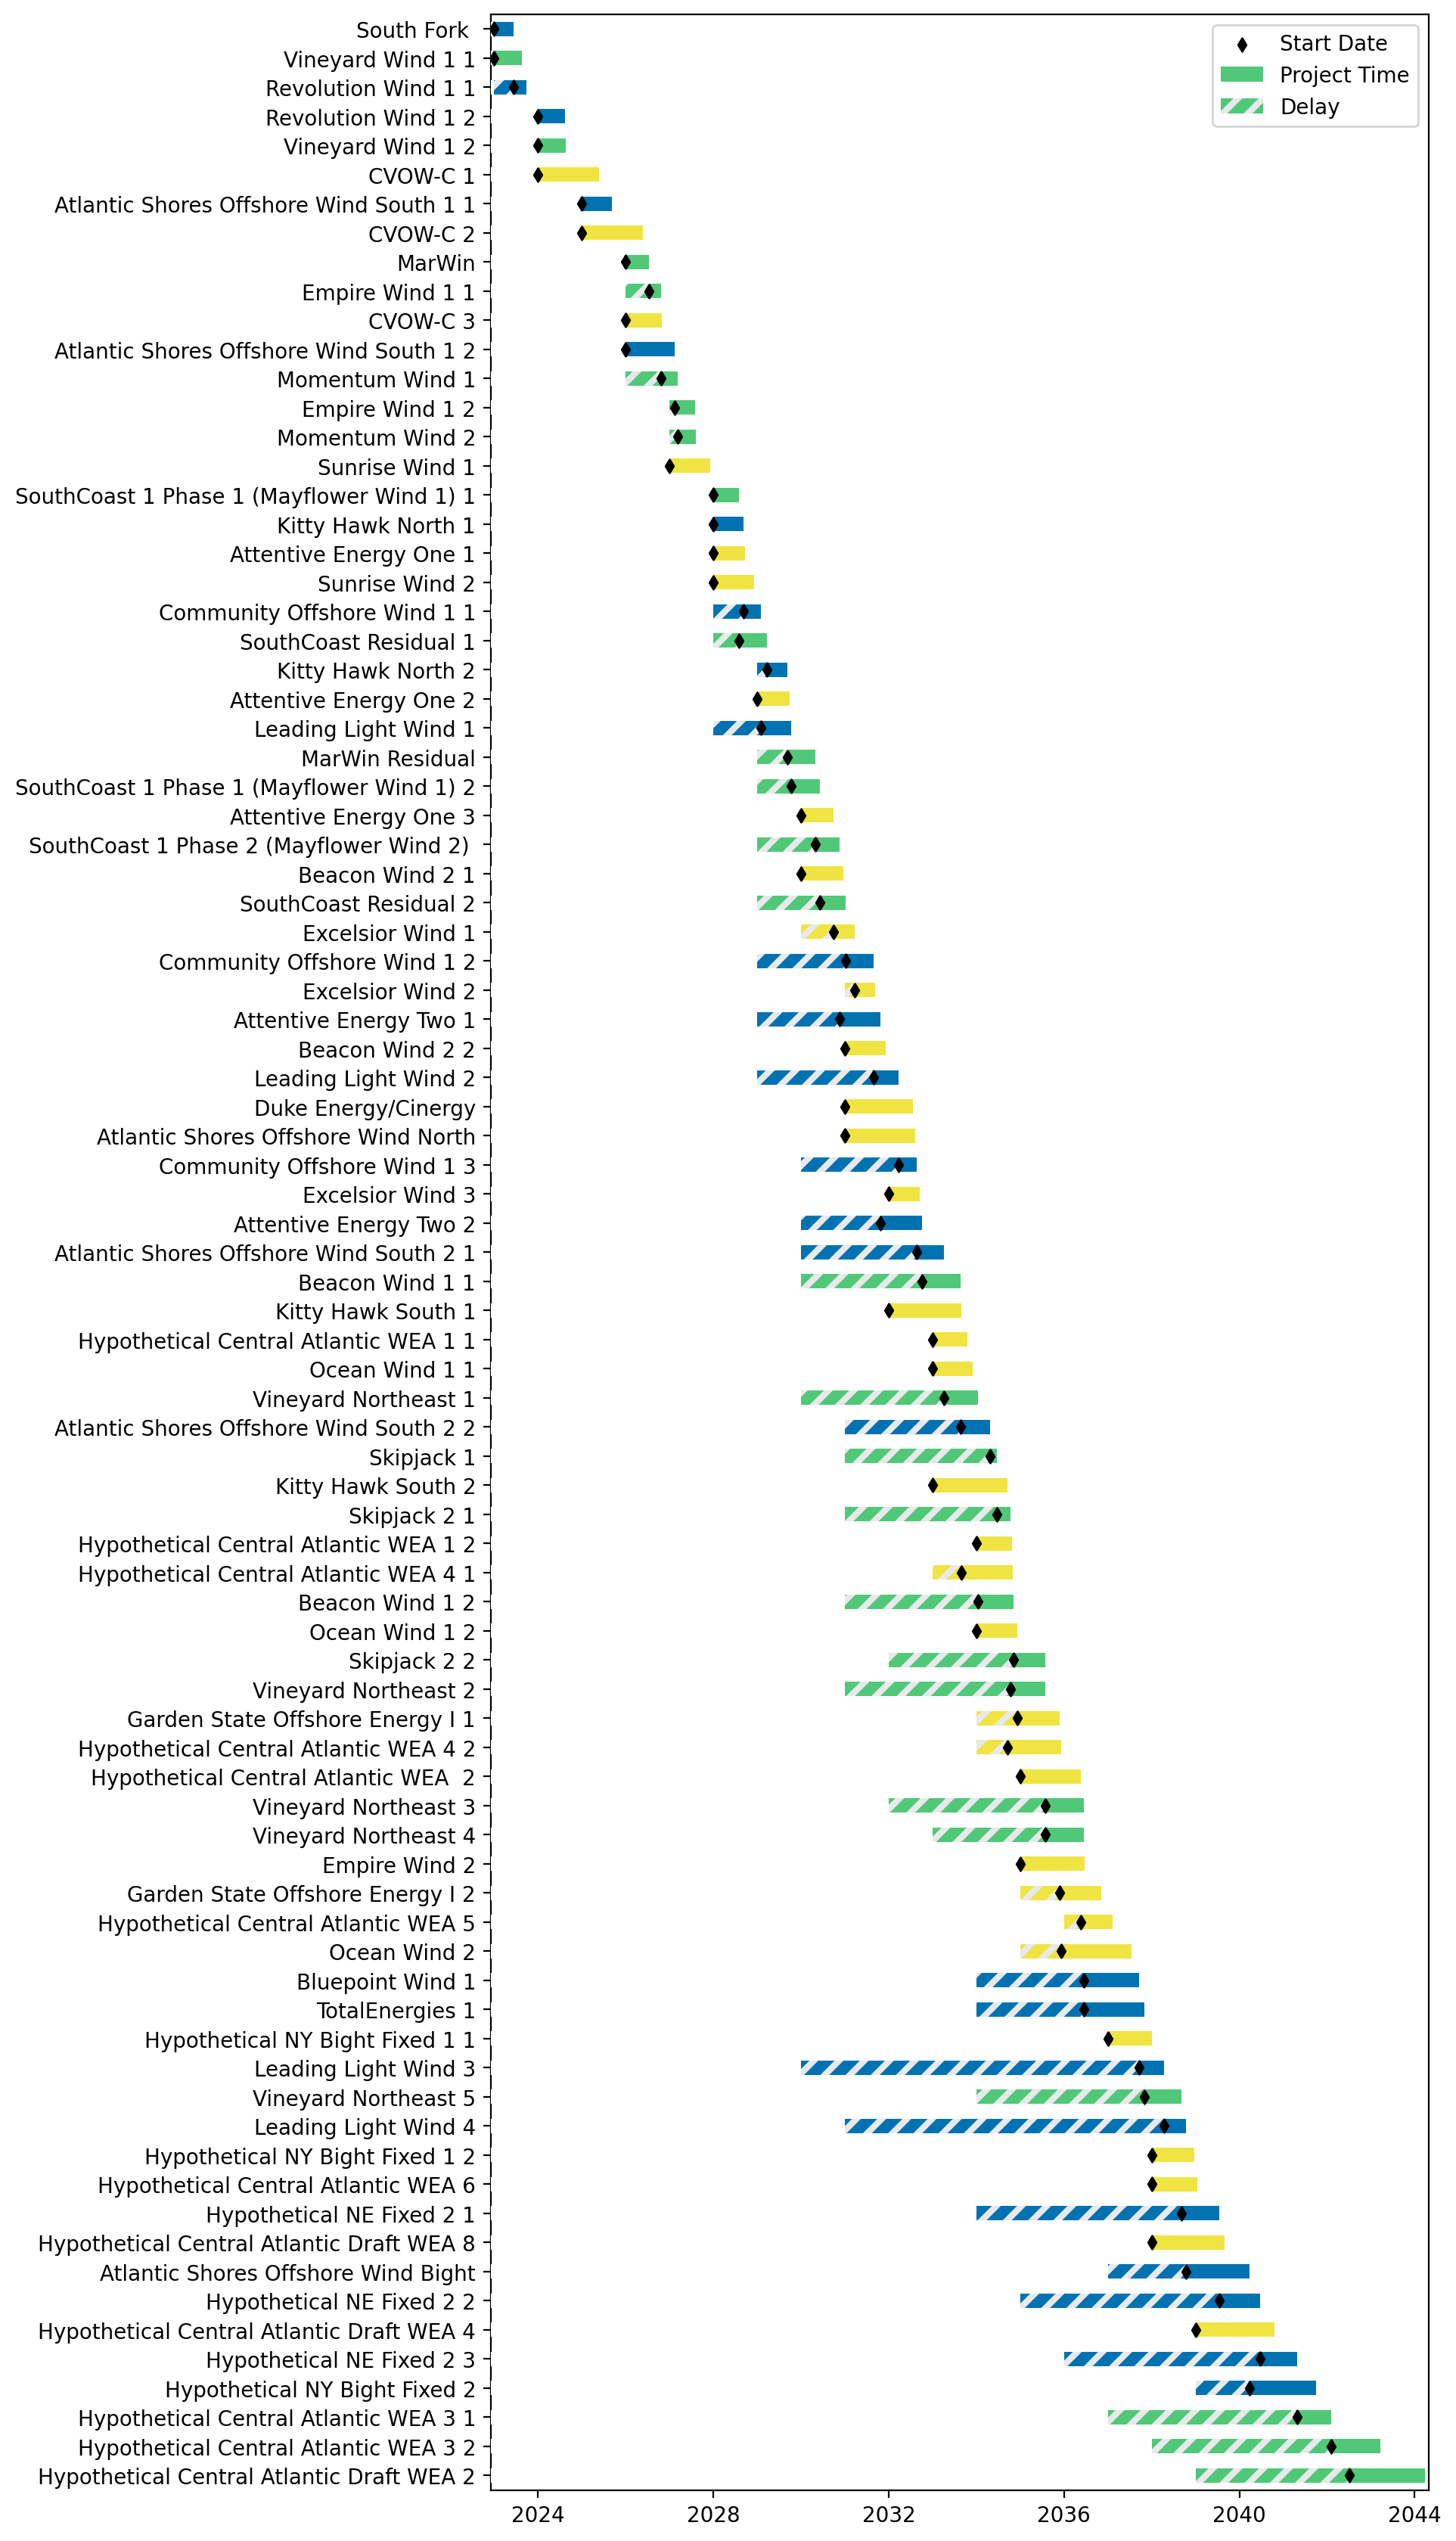 South Fork
Vineyard Wind 1 1
Revolution Wind 1 1
Revolution Wind 1 2
Vineyard Wind 1 2
CVOW-C 1
Atlantic Shores Offshore Wind South 1 1
CVOW-C 2
MarWin
Empire Wind 1 1
CVOW-C 3
Atlantic Shores Offshore Wind South 1 2
Momentum Wind 1
Empire Wind 1 2
Momentum Wind 2
Sunrise Wind 1
SouthCoast 1 Phase 1 (Mayflower Wind 1) 1
Kitty Hawk North 1
Attentive Energy One 1
Sunrise Wind 2
Community Offshore Wind 1 1
SouthCoast Residual 1
Kitty Hawk North 2
Attentive Energy One 2
Leading Light Wind 1
MarWin Residual
SouthCoast 1 Phase 1 (Mayflower Wind 1) 2
Attentive Energy One 3
SouthCoast 1 Phase 2 (Mayflower Wind 2)
Beacon Wind 2 1
SouthCoast Residual 2
Excelsior Wind 1
Community Offshore Wind 1 2
Excelsior Wind 2
Attentive Energy Two 1
Beacon Wind 2 2
Leading Light Wind 2
Duke Energy/Cinergy
Atlantic Shores Offshore Wind North
Community Offshore Wind 1 3
Excelsior Wind 3
Attentive Energy Two 2
Atlantic Shores Offshore Wind South 2 1
Beacon Wind 1 1
Kitty Hawk South 1
Hypothetical Central Atlantic WEA 1 1
Ocean Wind 1 1
Vineyard Northeast 1
Atlantic Shores Offshore Wind South 2 2
Skipjack 1
Kitty Hawk South 2
Skipjack 2 1
Hypothetical Central Atlantic WEA 1 2
Hypothetical Central Atlantic WEA 4 1
Beacon Wind 1 2
Ocean Wind 1 2
Skipjack 2 2
Vineyard Northeast 2
Garden State Offshore Energy I 1
Hypothetical Central Atlantic WEA 4 2
Hypothetical Central Atlantic WEA  2
Vineyard Northeast 3
Vineyard Northeast 4
Empire Wind 2
Garden State Offshore Energy I 2
Hypothetical Central Atlantic WEA 5
Ocean Wind 2
Bluepoint Wind 1
TotalEnergies 1
Hypothetical NY Bight Fixed 1 1
Leading Light Wind 3
Vineyard Northeast 5
Leading Light Wind 4
Hypothetical NY Bight Fixed 1 2
Hypothetical Central Atlantic WEA 6
Hypothetical NE Fixed 2 1
Hypothetical Central Atlantic Draft WEA 8
Atlantic Shores Offshore Wind Bight
Hypothetical NE Fixed 2 2
Hypothetical Central Atlantic Draft WEA 4
Hypothetical NE Fixed 2 3
Hypothetical NY Bight Fixed 2
Hypothetical Central Atlantic WEA 3 1
Hypothetical Central Atlantic WEA 3 2
Hypothetical Central Atlantic Draft WEA 2
Start Date
Project Time
Delay
2024 2028 2032 2036 2040 2044